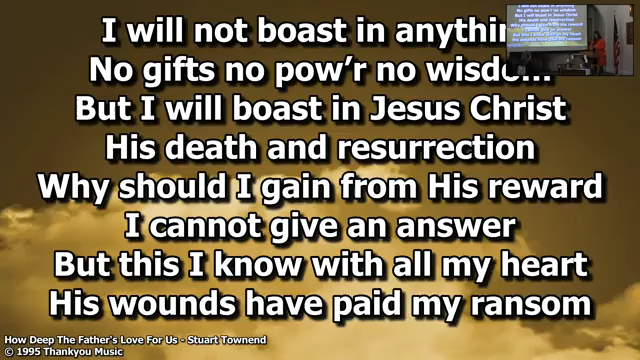 I will not boast in anythin
No gifts no pow’r no wisdo...
But I will boast in Jesus Christ
His death and resurrection
Why should I gain from His reward
I cannot give an answer
But this I know with all my heart
His wounds have paid my ransom
How Deep The Father's Love For Us - Stuart Townend
© 1995 Thankyou Music